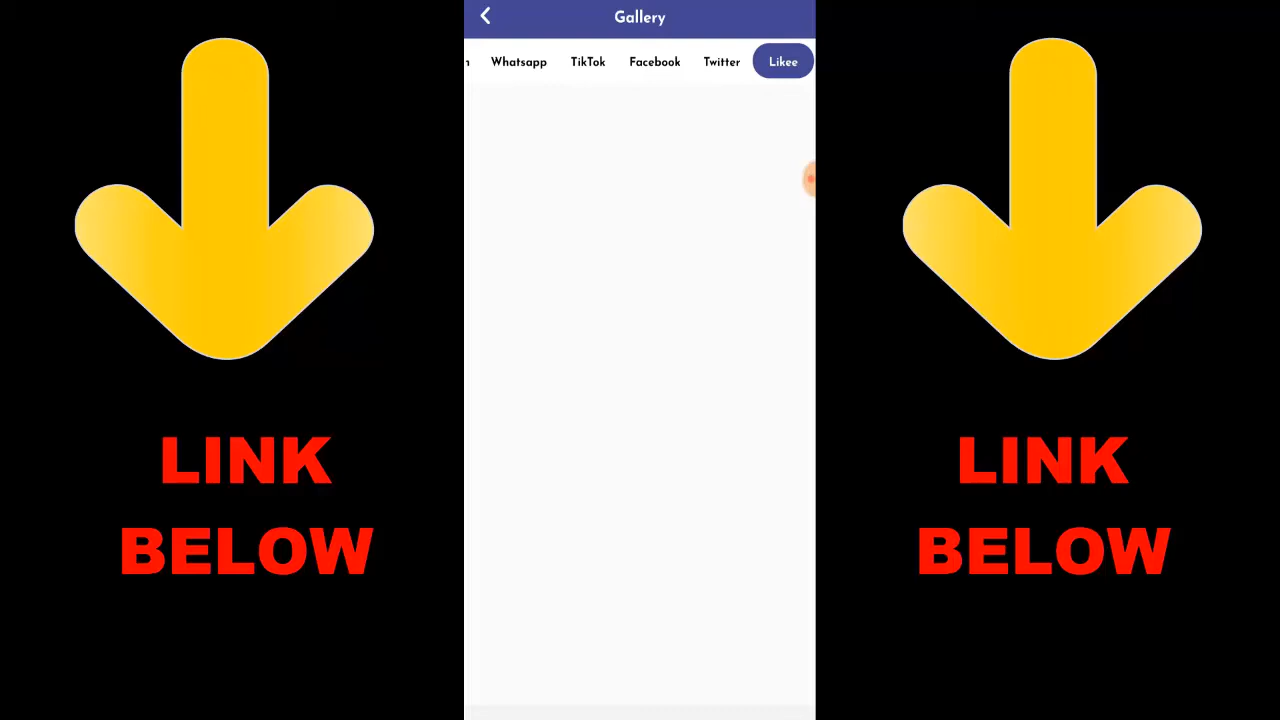 Gallery
Whatsapp TikTok Facebook Twitter Likee
LINK
BELOW
LINK
BELOW